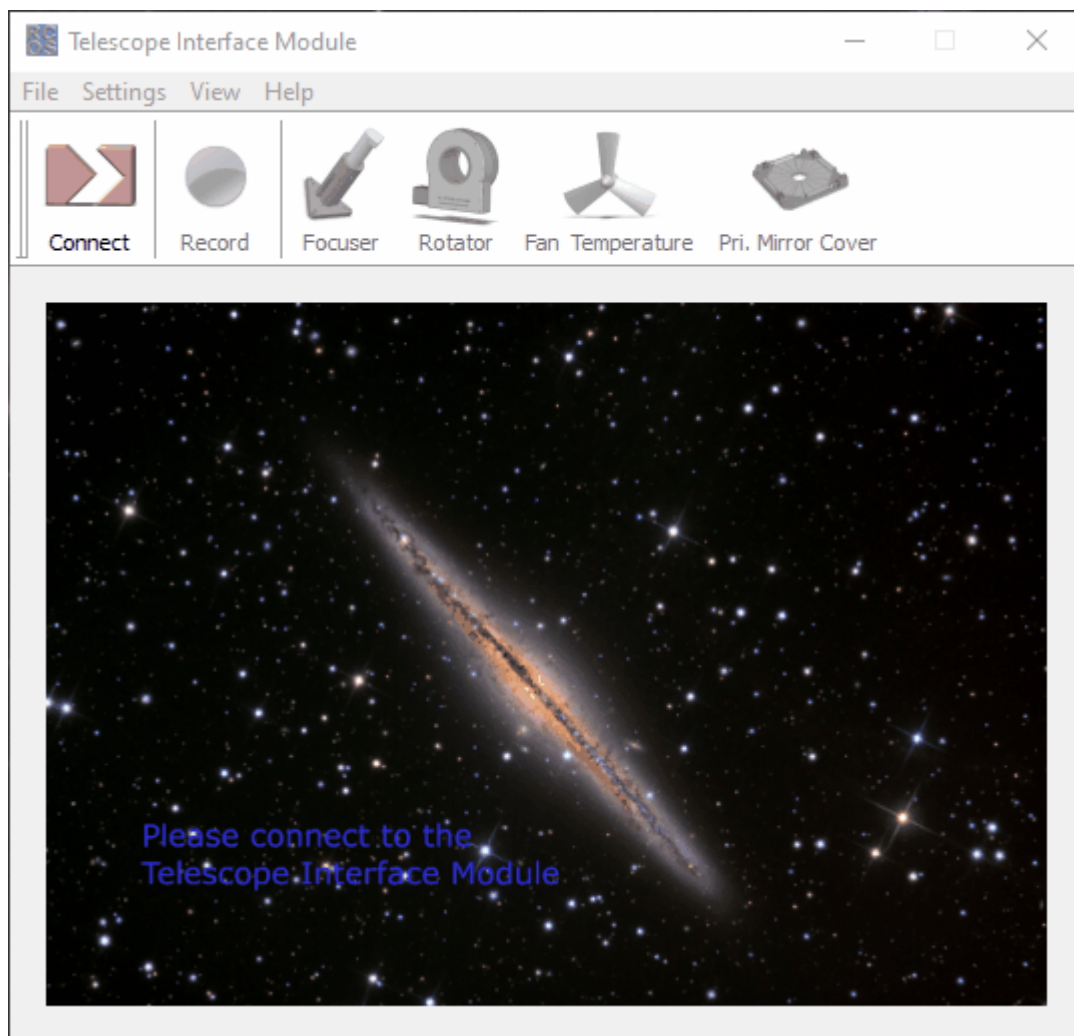 Telescope Interface Module
File Settings View Help
Connect Record Focuser Rotator Fan Temperature Pri. Mirror Cover
Please connect to the
Telescope Interface Module